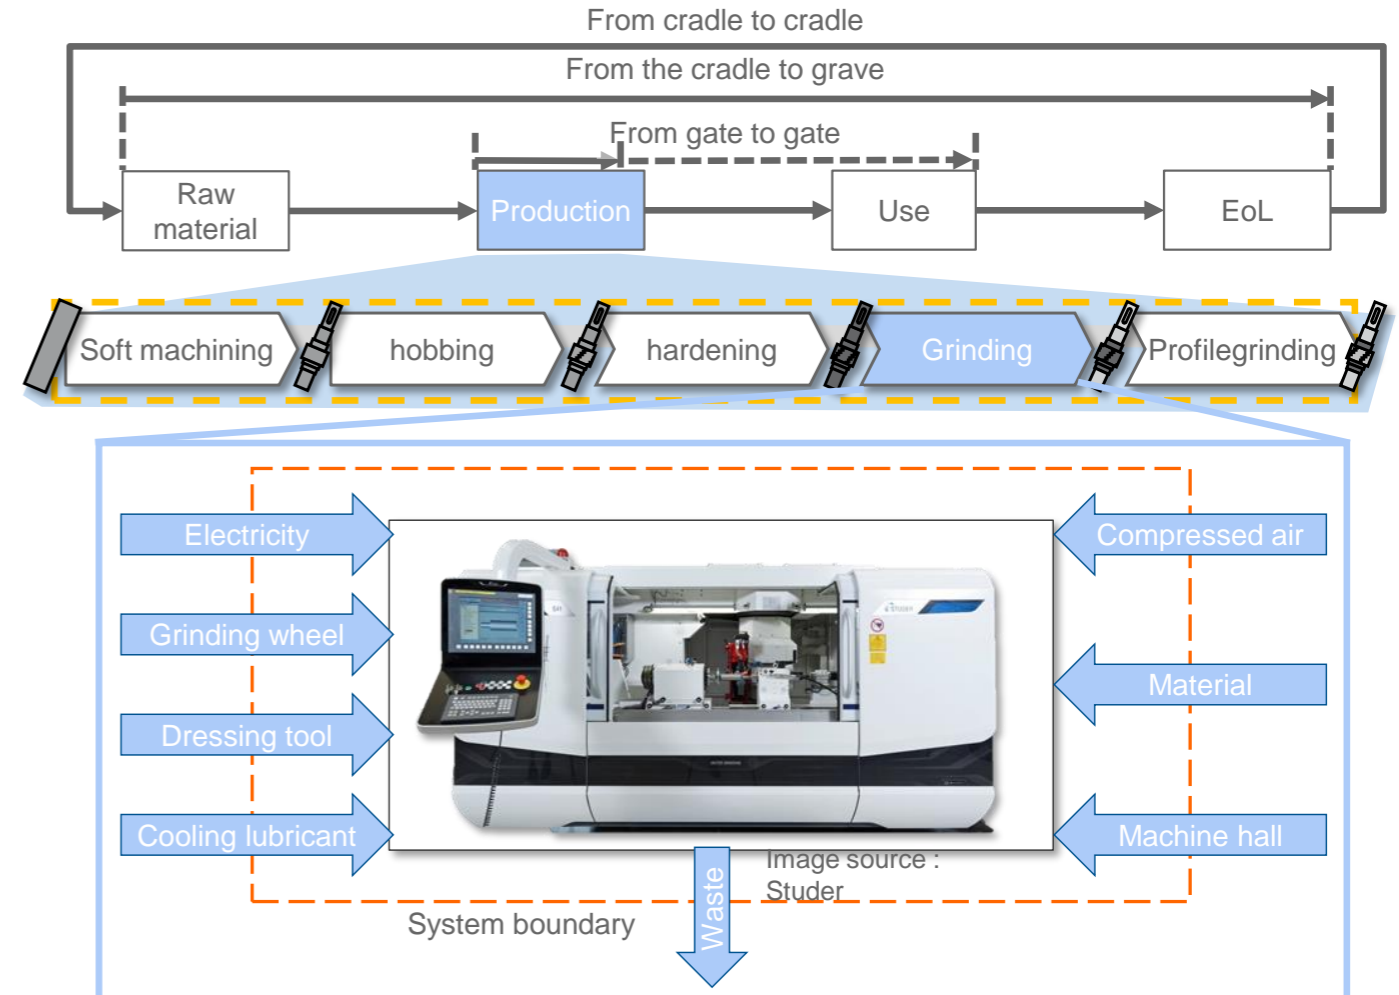 From cradle to cradle
From the cradle to grave
From gate to gate
Raw
material
Production
Use
EoL
Soft machining
hobbing
hardening
Grinding
Profilegrinding
Electricity
Compressed air
Grinding wheel
Material
Dressing tool
Cooling lubricant
Machine hall
STUDER
S41
Image source :
Studer
Waste
System boundary